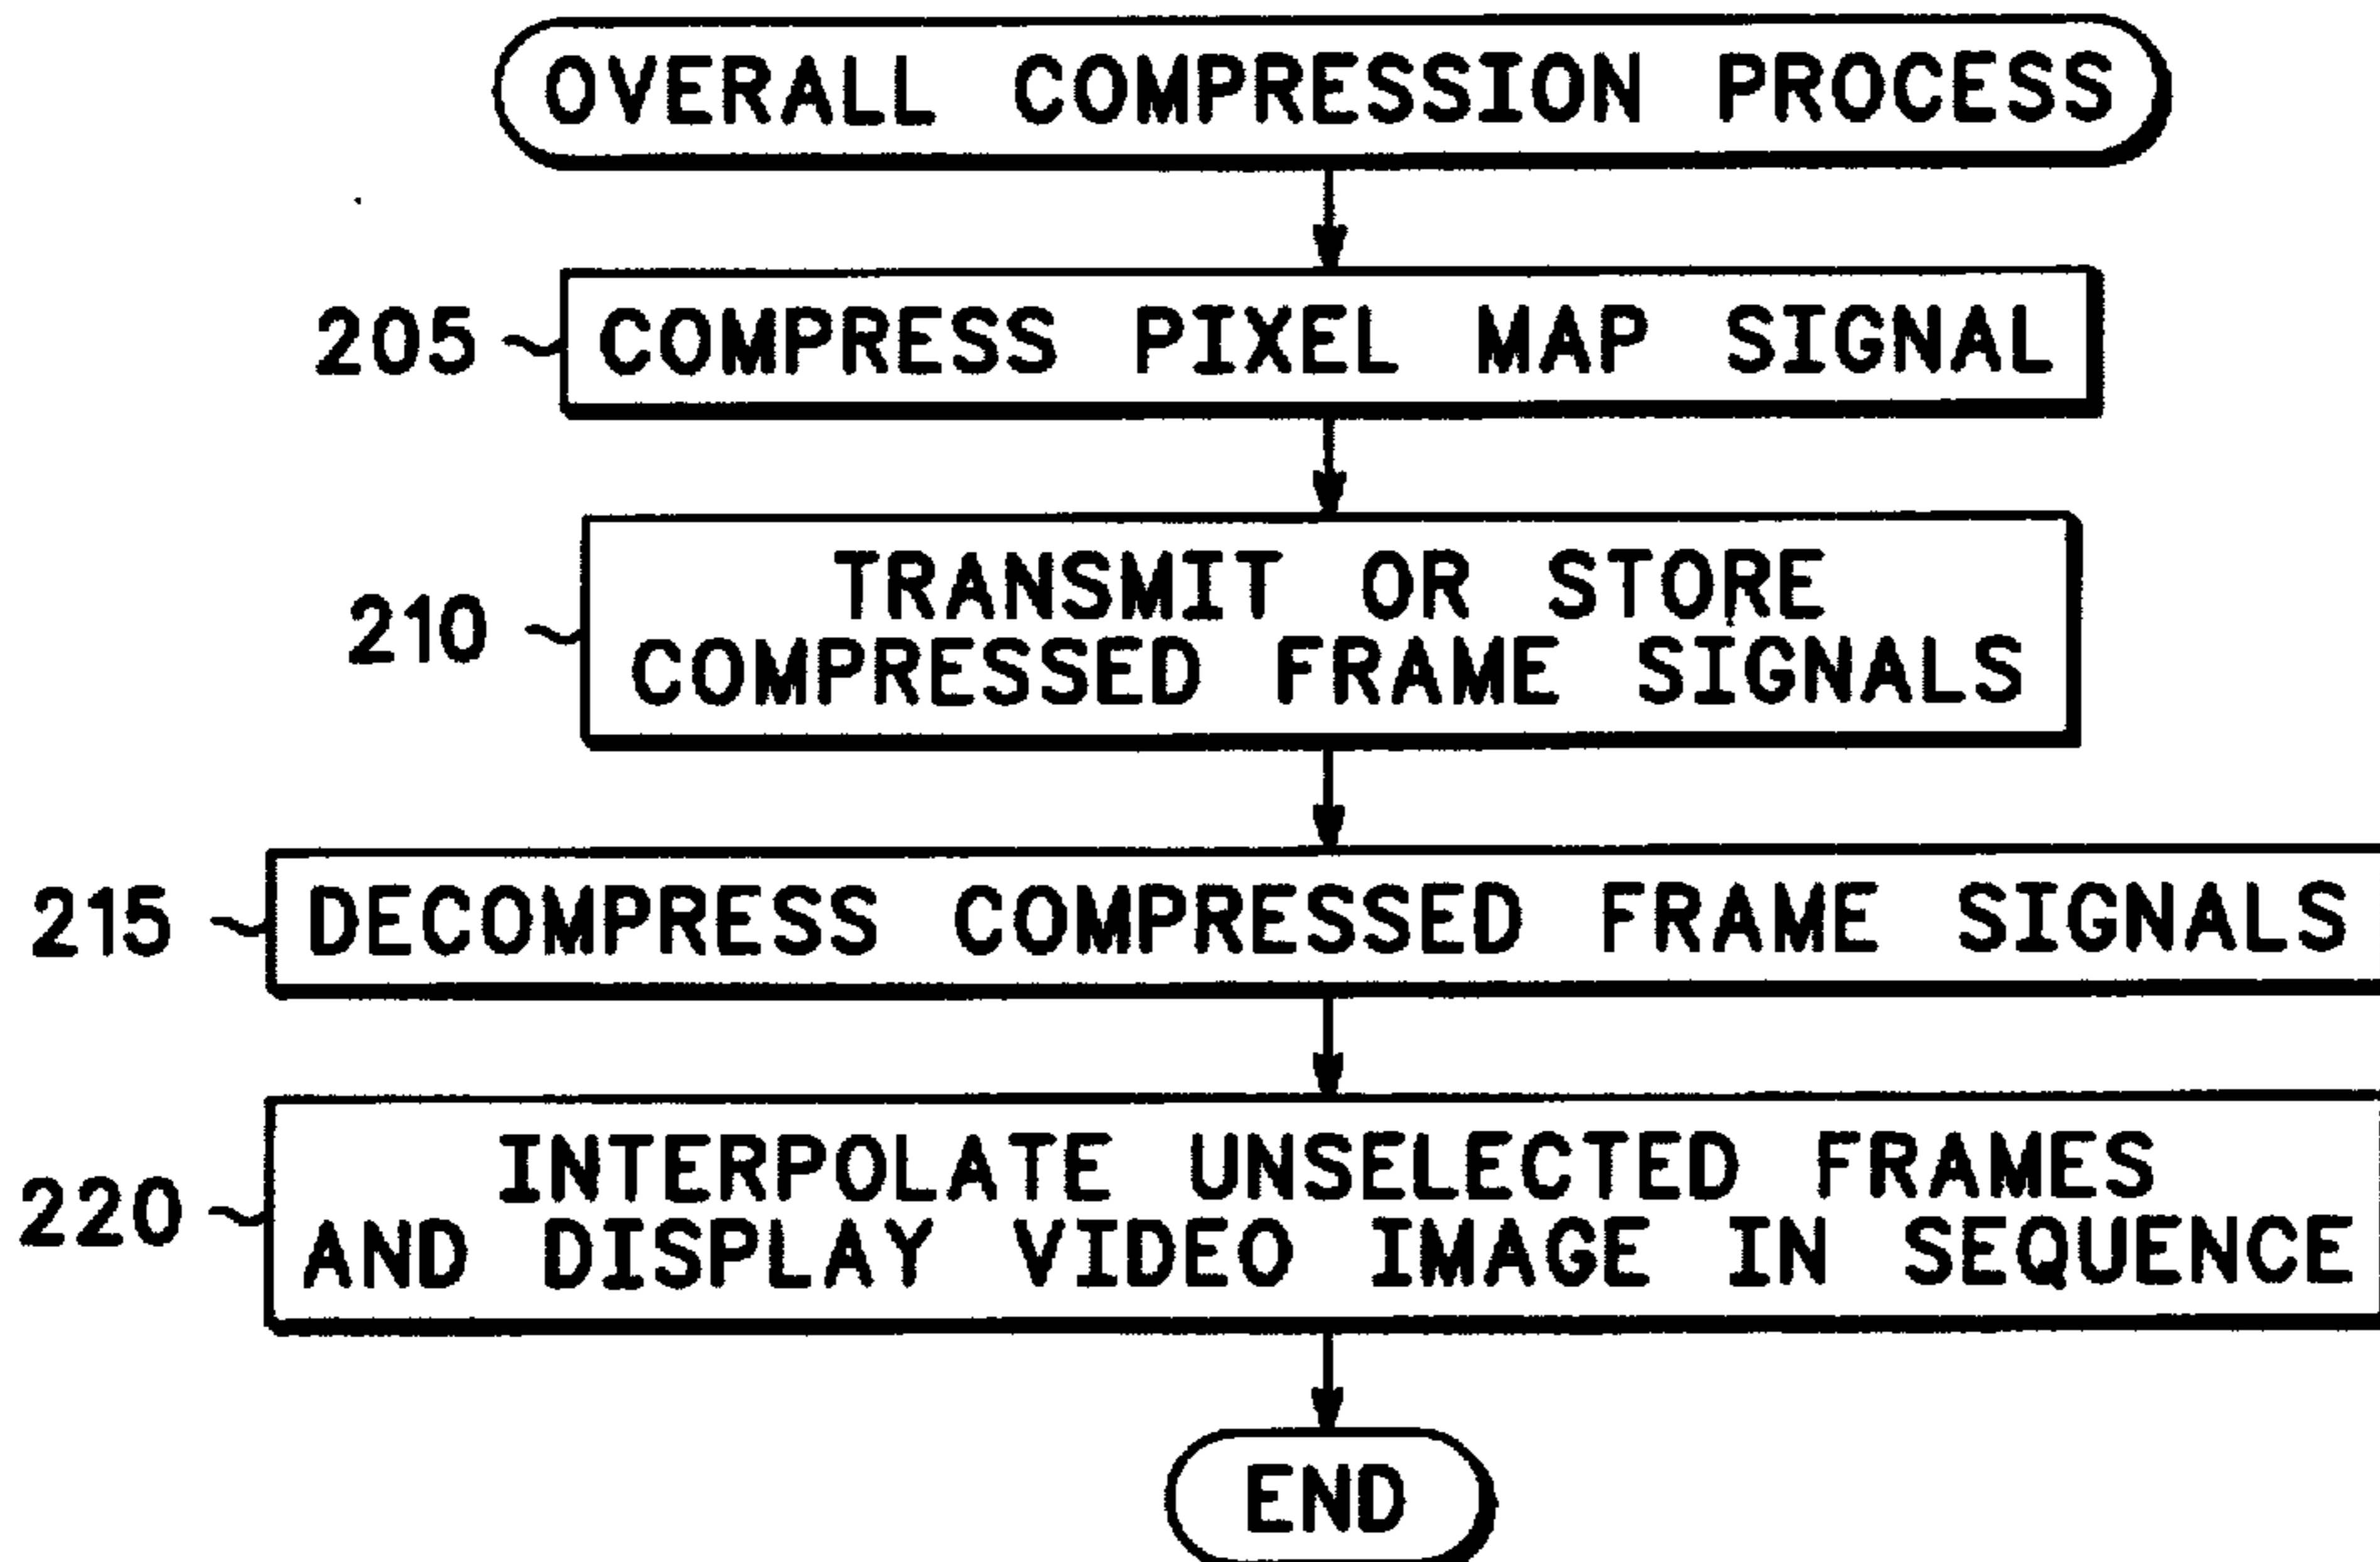 OVERALL COMPRESSION PROCESS
205 COMPRESS PIXEL MAP SIGNAL
TRANSMIT OR STORE
210
COMPRESSED FRAME SIGNALS
215 DECOMPRESS COMPRESSED FRAME SIGNALS
INTERPOLATE UNSELECTED FRAMES
220
AND DISPLAY VIDEO IMAGE IN SEQUENCE
END